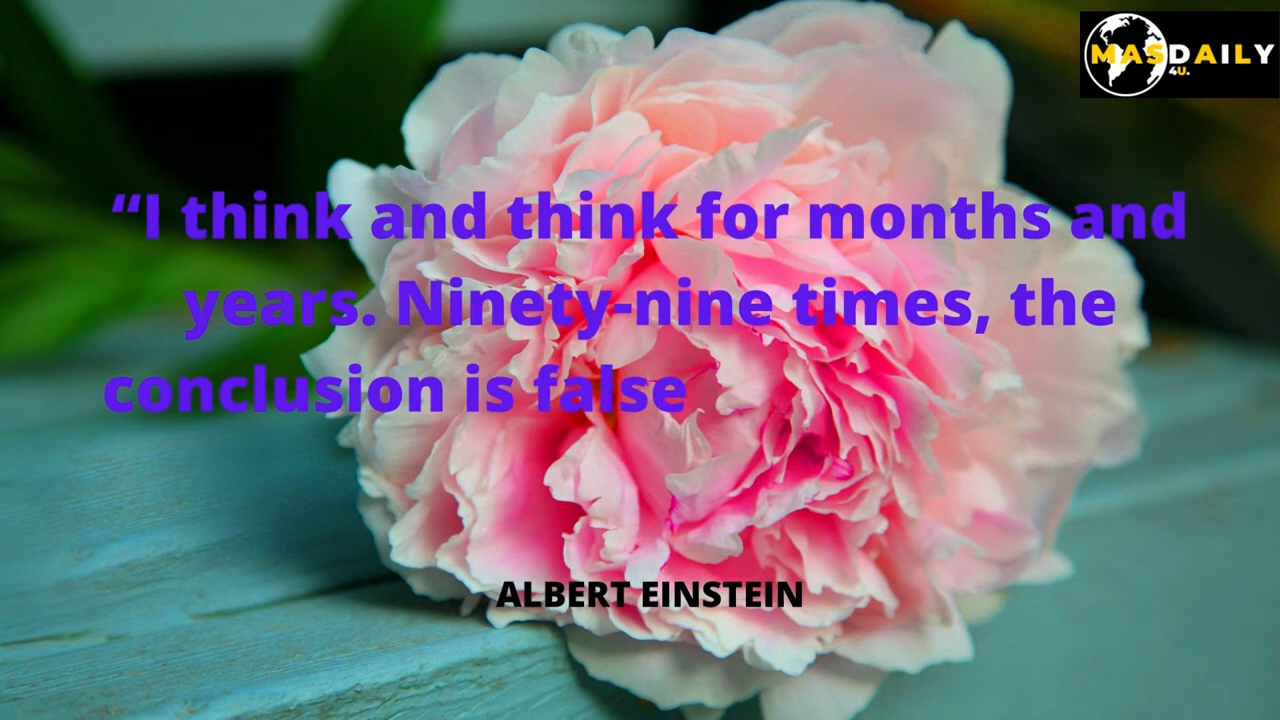 MASDAILY
4U.
“I think and think for months and
years. Ninety-nine times, the
conclusion is false
ALBERT EINSTEIN